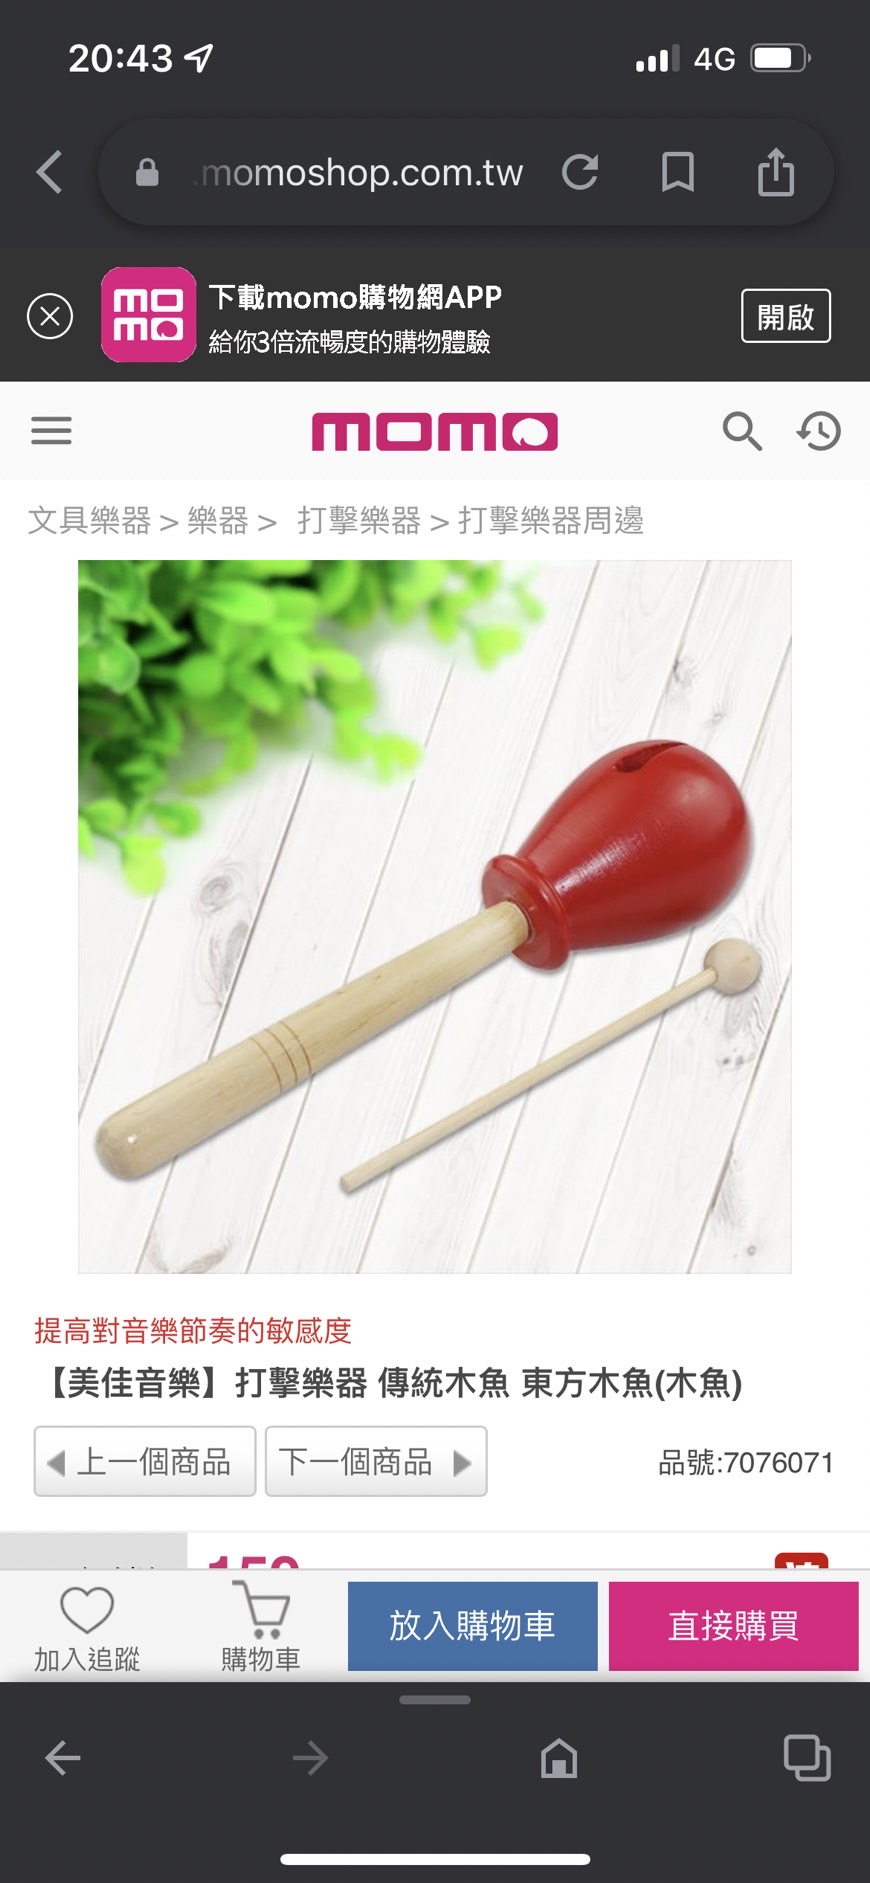 20:43
4G
.momoshop.com.tw
mo
mo
下載momo購物網APP
給你3倍流暢度的購物體驗
開啟
momo
文具樂器 > 樂器 > 打擊樂器 > 打擊樂器周邊
提高對音樂節奏的敏感度
【美佳音樂】打擊樂器 傳統木魚 東方木魚(木魚)
上一個商品
下一個商品
品號:7076071
加入追蹤
購物車
放入購物車
直接購買